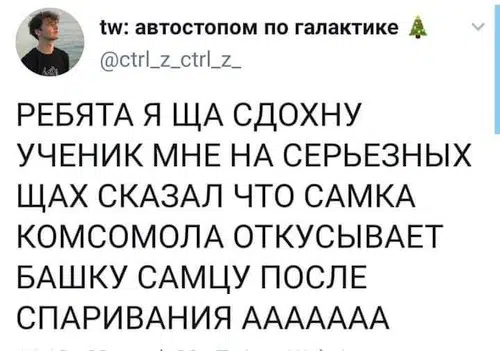 tw: автостопом по галактике 🎄
@ctrl_z_ctrl_z_
РЕБЯТА Я ЩА СДОХНУ
УЧЕНИК МНЕ НА СЕРЬЕЗНЫХ
ЩАХ СКАЗАЛ ЧТО САМКА
КОМСОМОЛА ОТКУСЫВАЕТ
БАШКУ САМЦУ ПОСЛЕ
СПАРИВАНИЯ ААААААА